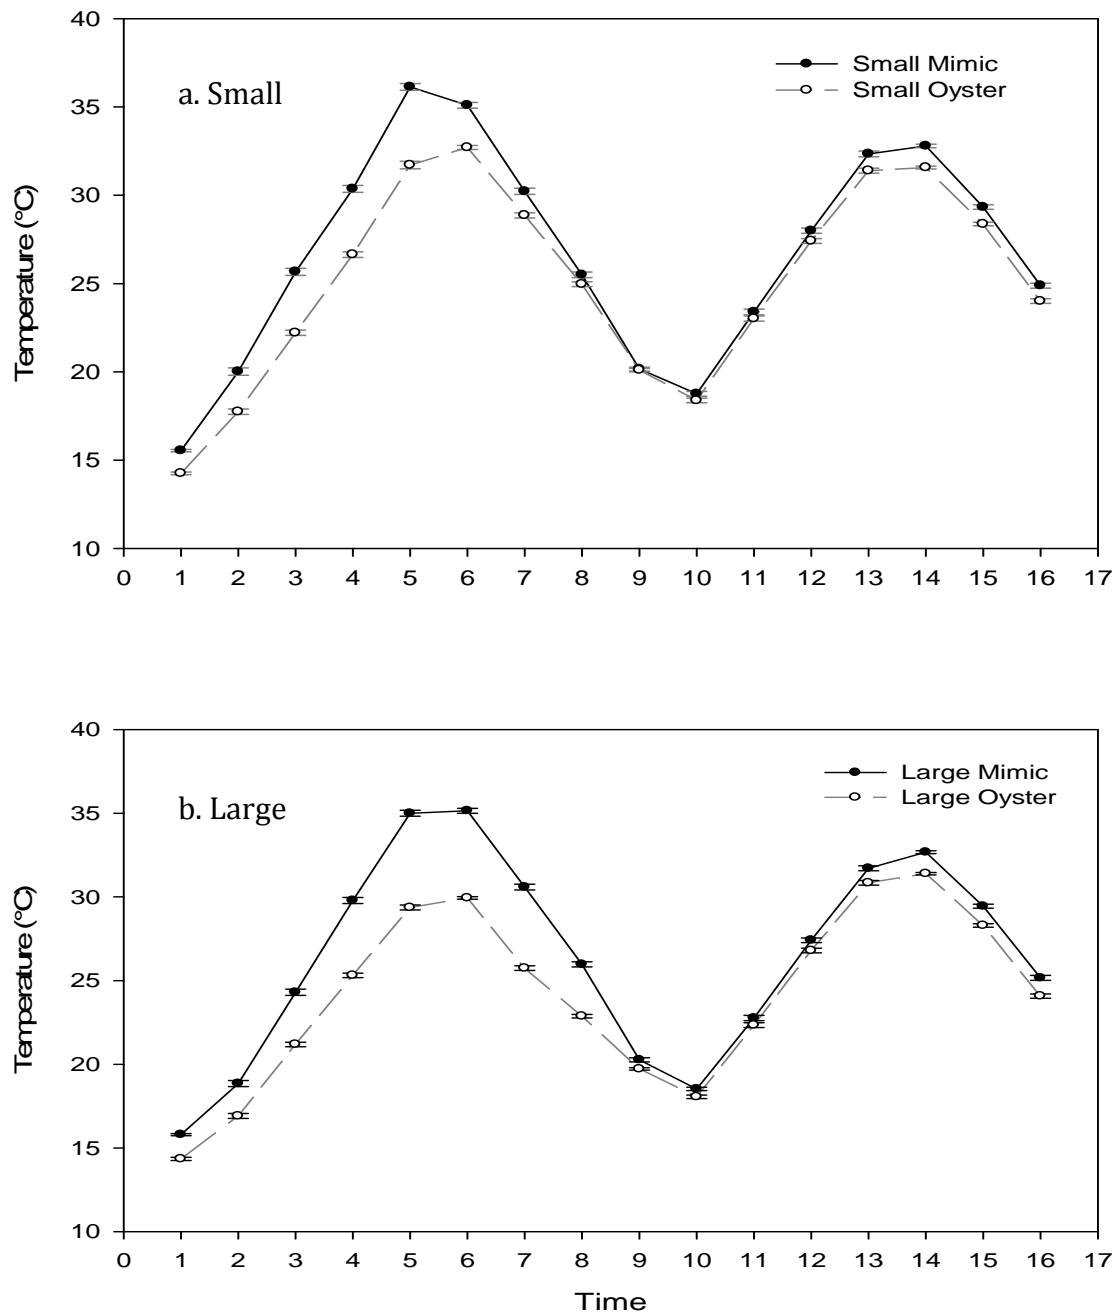 40
35
30
25
20
15
10
Temperature (°C)
a. Small
Small Mimic
Small Oyster
0 1 2 3 4 5 6 7 8 9 10 11 12 13 14 15 16 17
40
35
30
25
20
15
10
Temperature (°C)
b. Large
Large Mimic
Large Oyster
0 1 2 3 4 5 6 7 8 9 10 11 12 13 14 15 16 17
Time